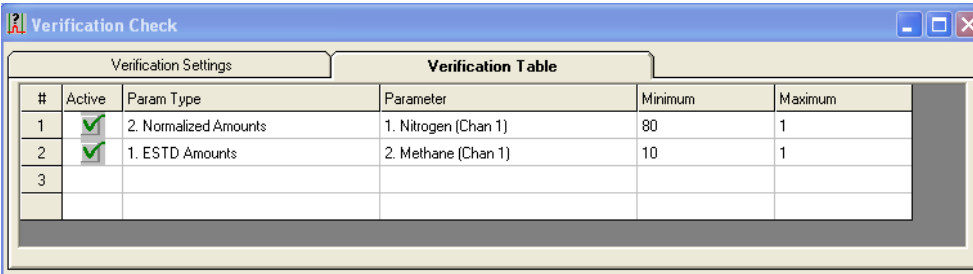 Verification Check
Verification Settings Verification Table
# Active Param Type Parameter Minimum Maximum
1 2. Normalized Amounts 1. Nitrogen (Chan 1) 80 1
2 1. ESTD Amounts 2. Methane (Chan 1) 10 1
3